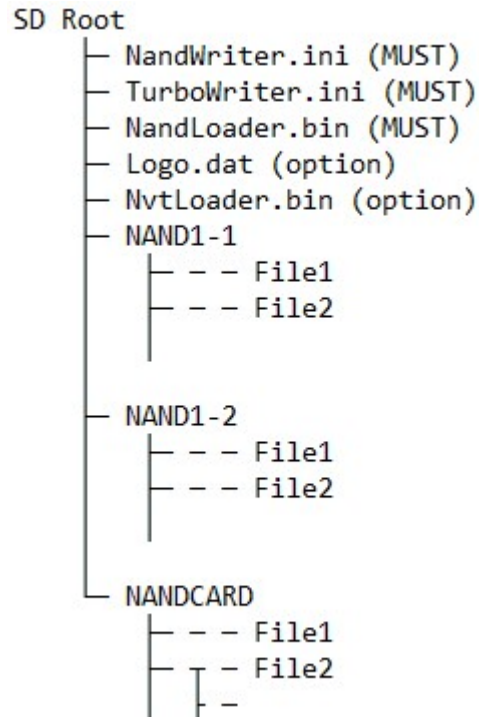 SD Root
NandWriter.ini (MUST)
TurboWriter.ini (MUST)
NandLoader.bin (MUST)
Logo.dat (option)
NvtLoader.bin (option)
NAND1-1
File1
File2
NAND1-2
File1
File2
NANDCARD
File1
File2